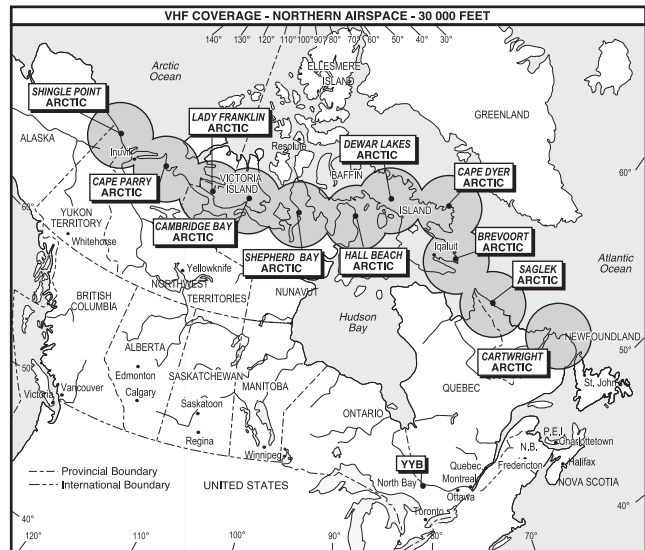 VHF COVERAGE - NORTHERN AIRSPACE - 30 000 FEET
140° 130° 120° 110° 100° 90° 80° 70° 60° 50° 40° 30°
Arctic
Ocean
ELLESMERE
ISLAND
GREENLAND
SHINGLE POINT
ARCTIC
LADY FRANKLIN
ARCTIC
ALASKA
Inuvik
Resolute
DEWAR LAKES
ARCTIC
BAFFIN
ISLAND
CAPE DYER
ARCTIC
60°
CAPE PARRY
ARCTIC
VICTORIA
ISLAND
60°
YUKON
TERRITORY
Whitehorse
CAMBRIDGE BAY
ARCTIC
SHEPHERD BAY
ARCTIC
HALL BEACH
ARCTIC
Iqaluit
BREVOORT
ARCTIC
Atlantic
Ocean
SAGLEK
ARCTIC
Yellowknife
NORTHWEST
TERRITORIES
NUNAVUT
BRITISH
COLUMBIA
Hudson
Bay
NEWFOUNDLAND
CARTWRIGHT
ARCTIC
50°
ALBERTA
50°
Edmonton
Calgary
SASKATCHEWAN
Saskatoon
Regina
MANITOBA
Winnipeg
ONTARIO
QUEBEC
St. John's
Vancouver
Victoria
P.E.I.
Charlottetown
N.B.
Fredericton
Halifax
NOVA SCOTIA
YYB
North Bay
Quebec
Montreal
Ottawa
Toronto
Provincial Boundary
International Boundary
UNITED STATES
40°
40°
110° 100° 90° 80° 70°